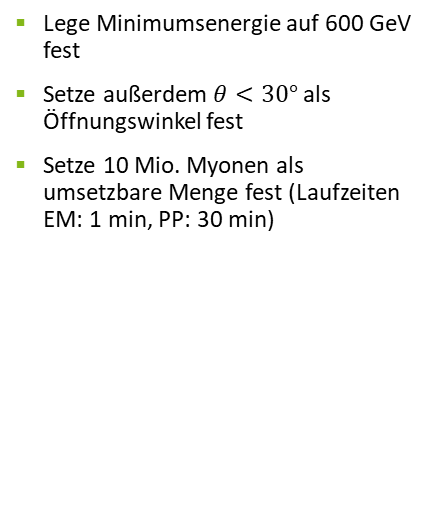 ▪ Lege Minimumsenergie auf 600 GeV
fest
▪ Setze außerdem 𝜃 < 30° als
Öffnungswinkel fest
▪ Setze 10 Mio. Myonen als
umsetzbare Menge fest (Laufzeiten
EM: 1 min, PP: 30 min)